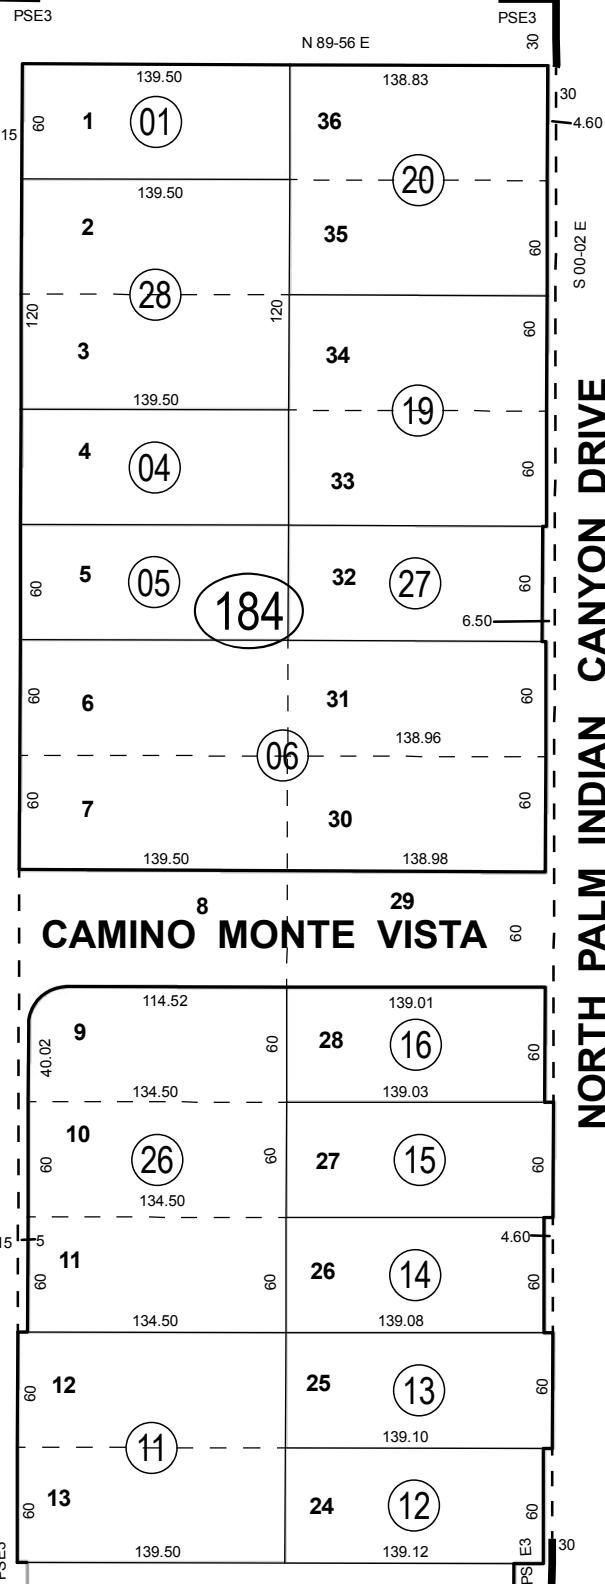 PSE3 PSE3
N 89-56 E 30
139.50 138.83
30
60 1 01 36 4.60
15
20
139.50
2 35 60 S 00-02 E
28
120 120
3 34 60
139.50
19
4 04 33 60
5 05 32 27 60
60
184
6.50
60 6 31 60
138.96
06
60 7 30 60
139.50 138.98
8 29
CAMINO MONTE VISTA 60
NORTH PALM INDIAN CANYON DRIVE
114.52 139.01
9 60 28 16 60
40.02
134.50 139.03
10 60 27 15 60
60 26
134.50
15 5 4.60
11 60 26 14 60
60
134.50 139.08
60 12 25 13 60
139.10
11
60 13 24 12 60
139.50 139.12
PSE3 PS E3 30